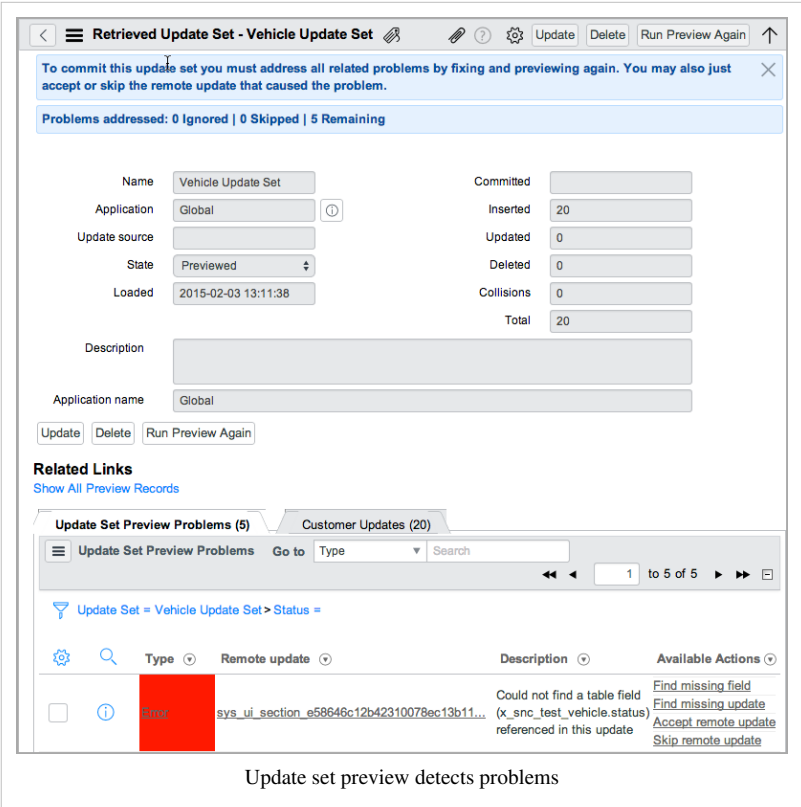 Retrieved Update Set - Vehicle Update Set
Update Delete Run Preview Again
To commit this update set you must address all related problems by fixing and previewing again. You may also just
accept or skip the remote update that caused the problem.
Problems addressed: 0 Ignored | 0 Skipped | 5 Remaining
Name Vehicle Update Set Committed
Application Global Inserted 20
Update source Updated 0
State Previewed Deleted 0
Loaded 2015-02-03 13:11:38 Collisions 0
Total 20
Description
Application name Global
Update Delete Run Preview Again
Related Links
Show All Preview Records
Update Set Preview Problems (5) Customer Updates (20)
Update Set Preview Problems Go to Type Search
1 to 5 of 5
Update Set = Vehicle Update Set > Status =
Type Remote update Description Available Actions
Error sys_ui_section_e58646c12b42310078ec13b11...
Could not find a table field
(x_snc_test_vehicle.status)
referenced in this update
Find missing field
Find missing update
Accept remote update
Skip remote update
Update set preview detects problems